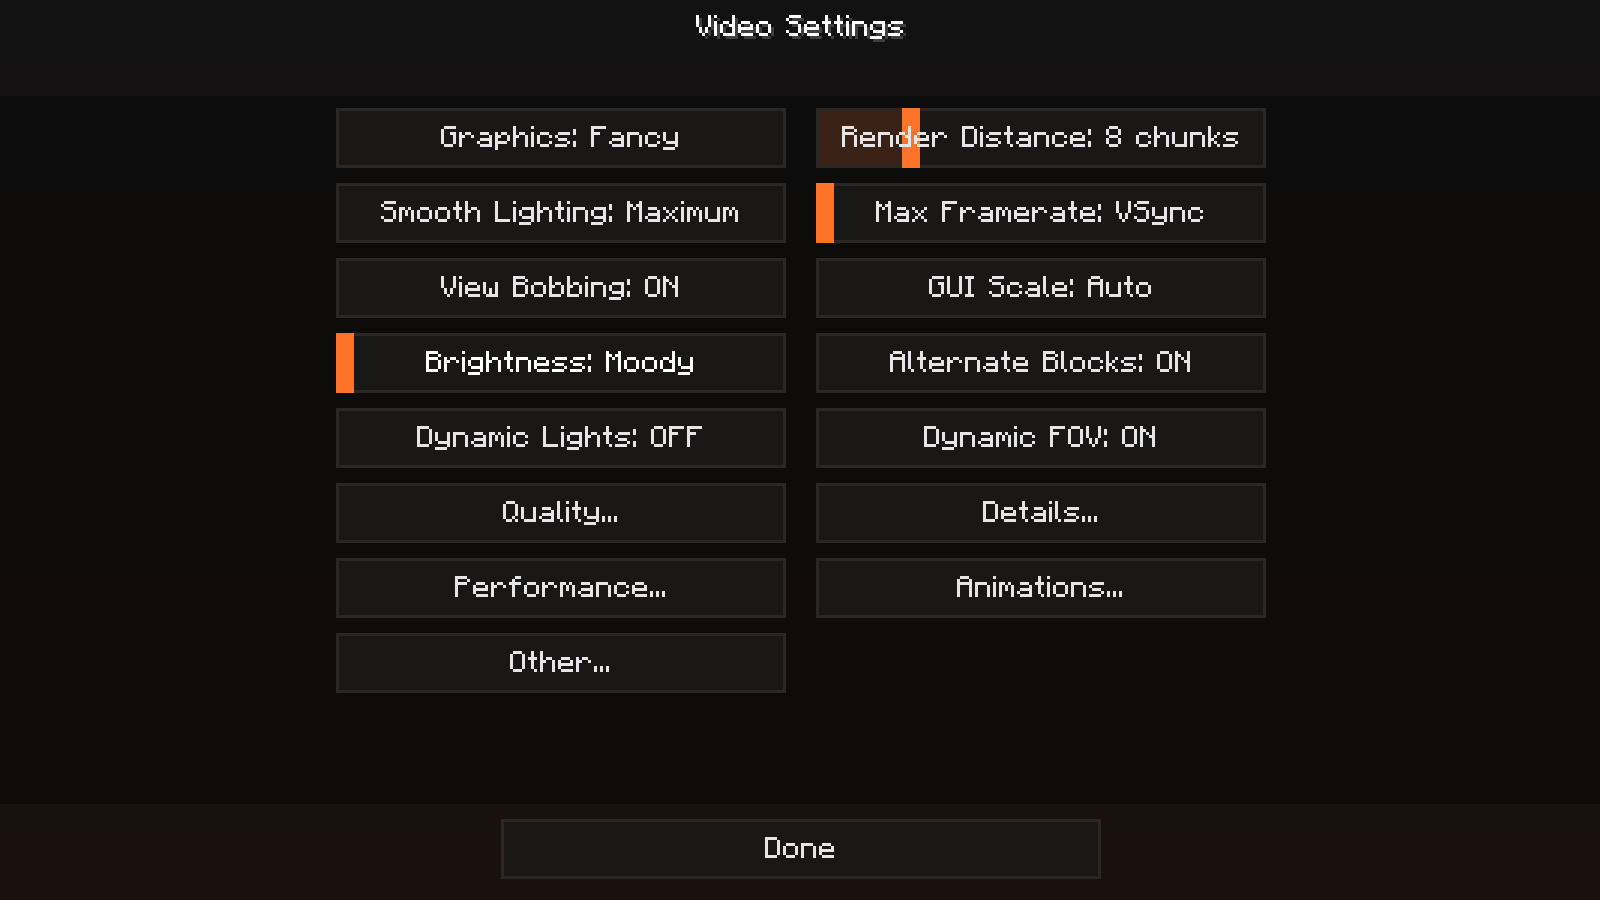 Video Settings
Graphics: Fancy
Render Distance: 8 chunks
Smooth Lighting: Maximum
Max Framerate: VSync
View Bobbing: ON
GUI Scale: Auto
Brightness: Moody
Alternate Blocks: ON
Dynamic Lights: OFF
Dynamic FOV: ON
Quality...
Details...
Performance...
Animations...
Other...
Done